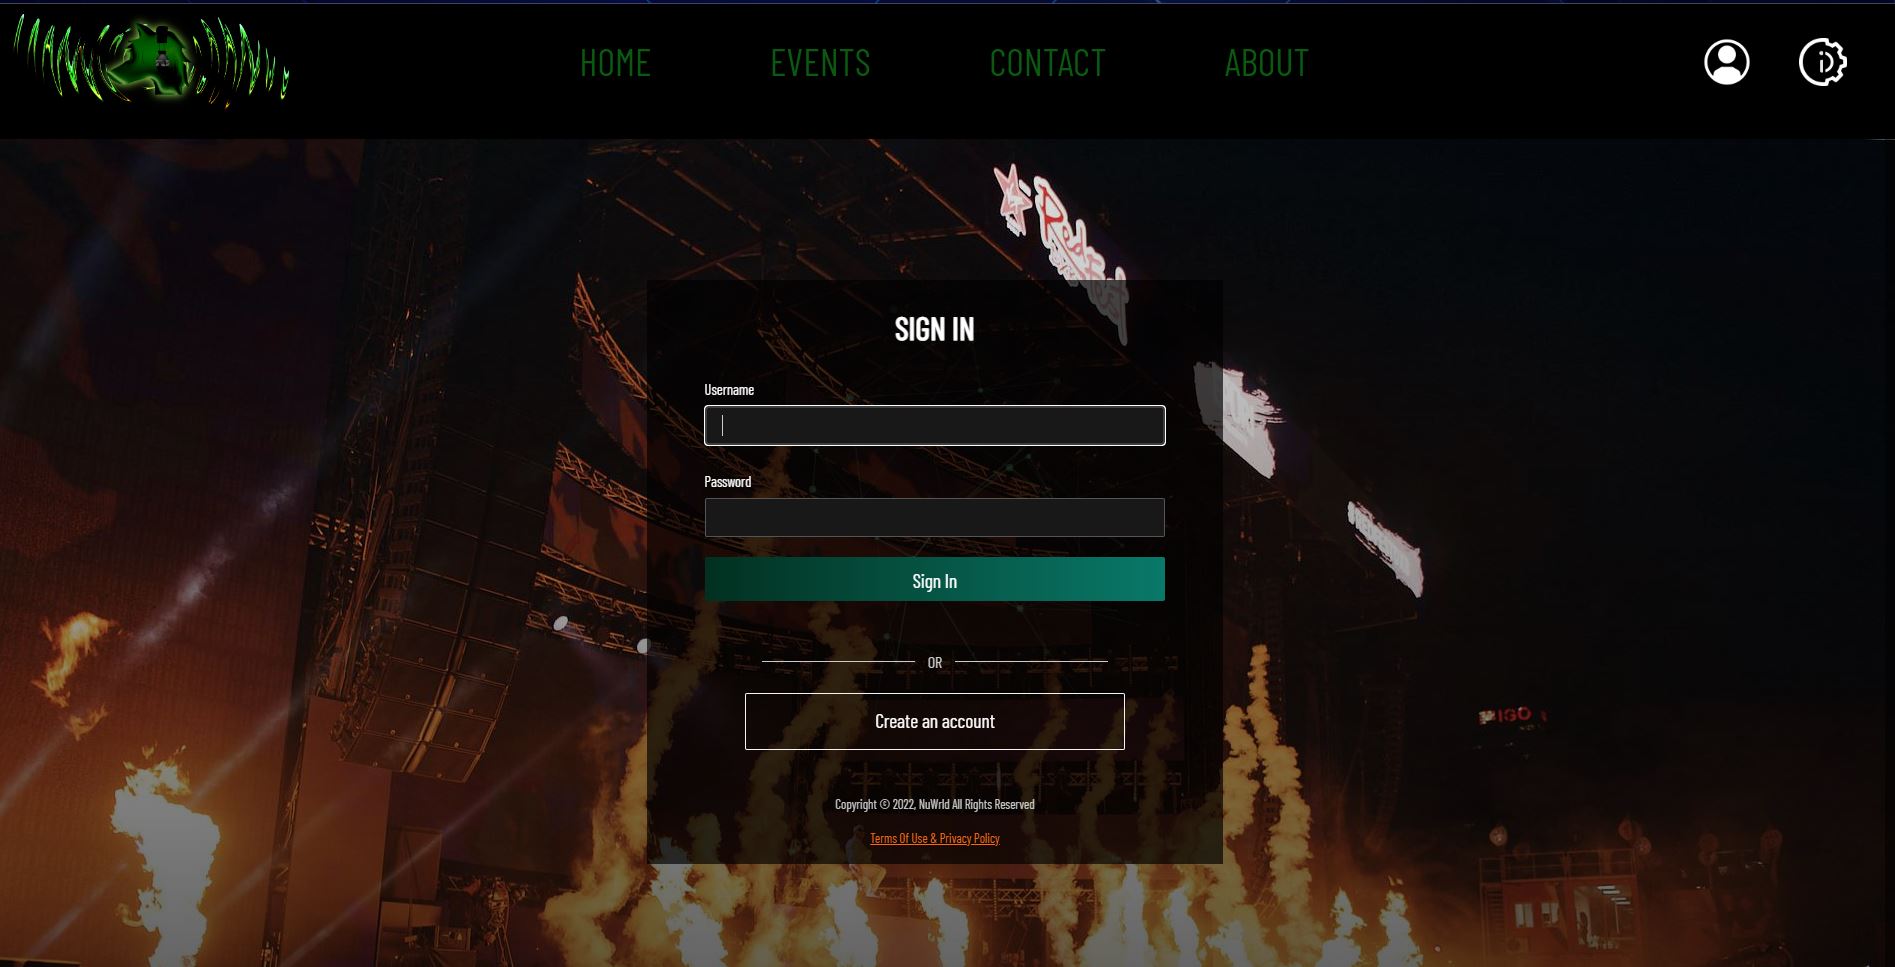 HOME EVENTS CONTACT ABOUT
SIGN IN
Username
Password
Sign In
OR
Create an account
Copyright © 2022, NuWrld All Rights Reserved
Terms Of Use & Privacy Policy